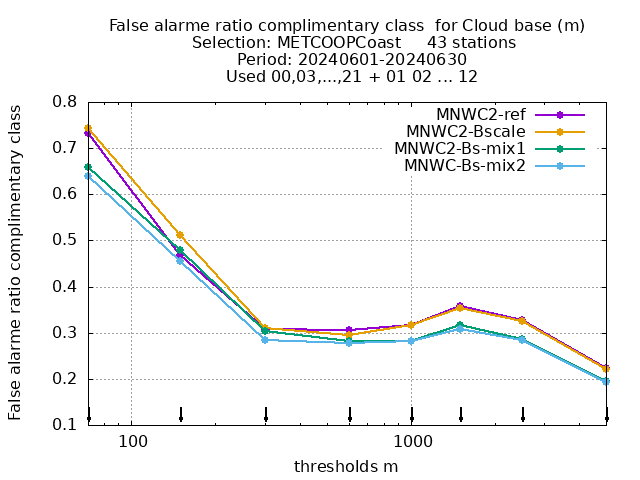 False alarme ratio complimentary class  for Cloud base (m)
Selection: METCOOPCoast     43 stations
Period: 20240601-20240630
Used 00,03,...,21 + 01 02 ... 12
False alarme ratio complimentary class
0.8
0.7
0.6
0.5
0.4
0.3
0.2
0.1
MNWC2-ref
MNWC2-Bscale
MNWC2-Bs-mix1
MNWC-Bs-mix2
100
1000
thresholds m